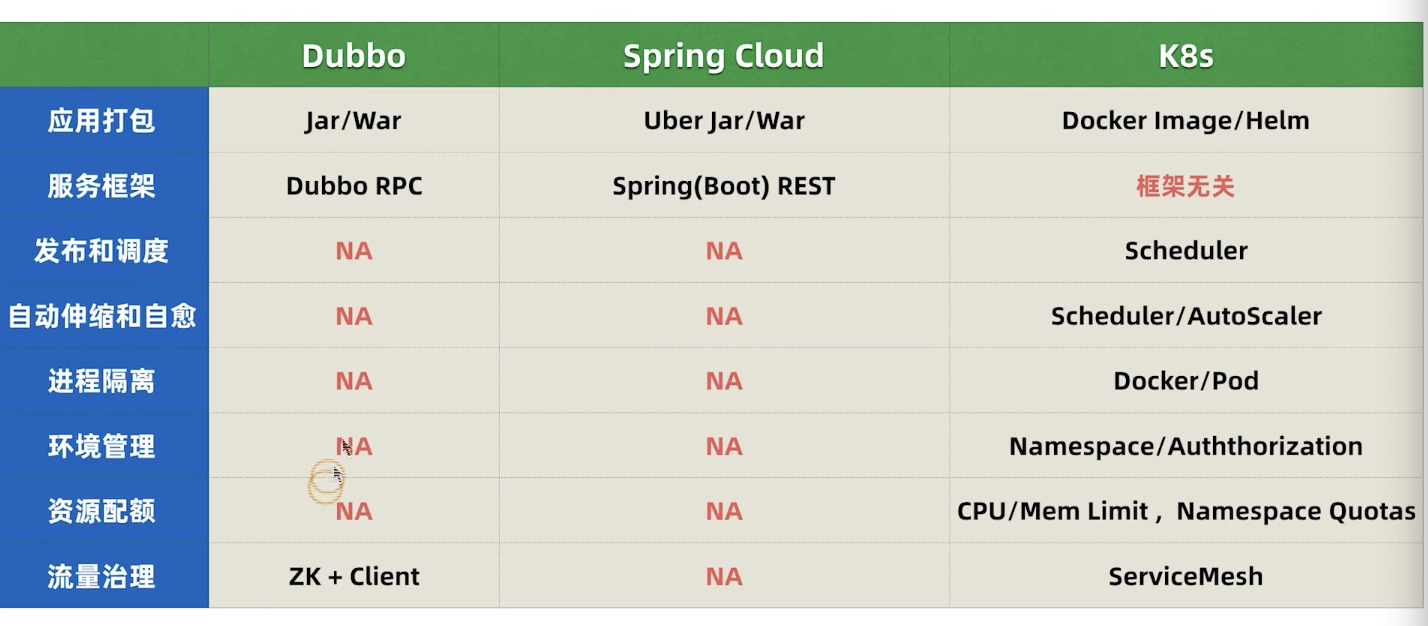 Dubbo Spring Cloud K8s
应用打包 Jar/War Uber Jar/War Docker Image/Helm
服务框架 Dubbo RPC Spring(Boot) REST 框架无关
发布和调度 NA NA Scheduler
自动伸缩和自愈 NA NA Scheduler/AutoScaler
进程隔离 NA NA Docker/Pod
环境管理 NA NA Namespace/Auththorization
资源配额 NA NA CPU/Mem Limit ,  Namespace Quotas
流量治理 ZK + Client NA ServiceMesh